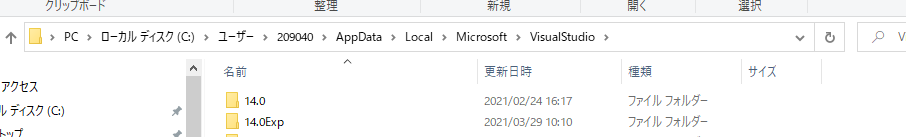 クリップボード 整理 新規 開く 選択
PC › ローカル ディスク (C:) › ユーザー › 209040 › AppData › Local › Microsoft › VisualStudio › V
名前 更新日時 種類 サイズ
アクセス
14.0 2021/02/24 16:17 ファイル フォルダー
ル ディスク (C:)
14.0Exp 2021/03/29 10:10 ファイル フォルダー
トップ